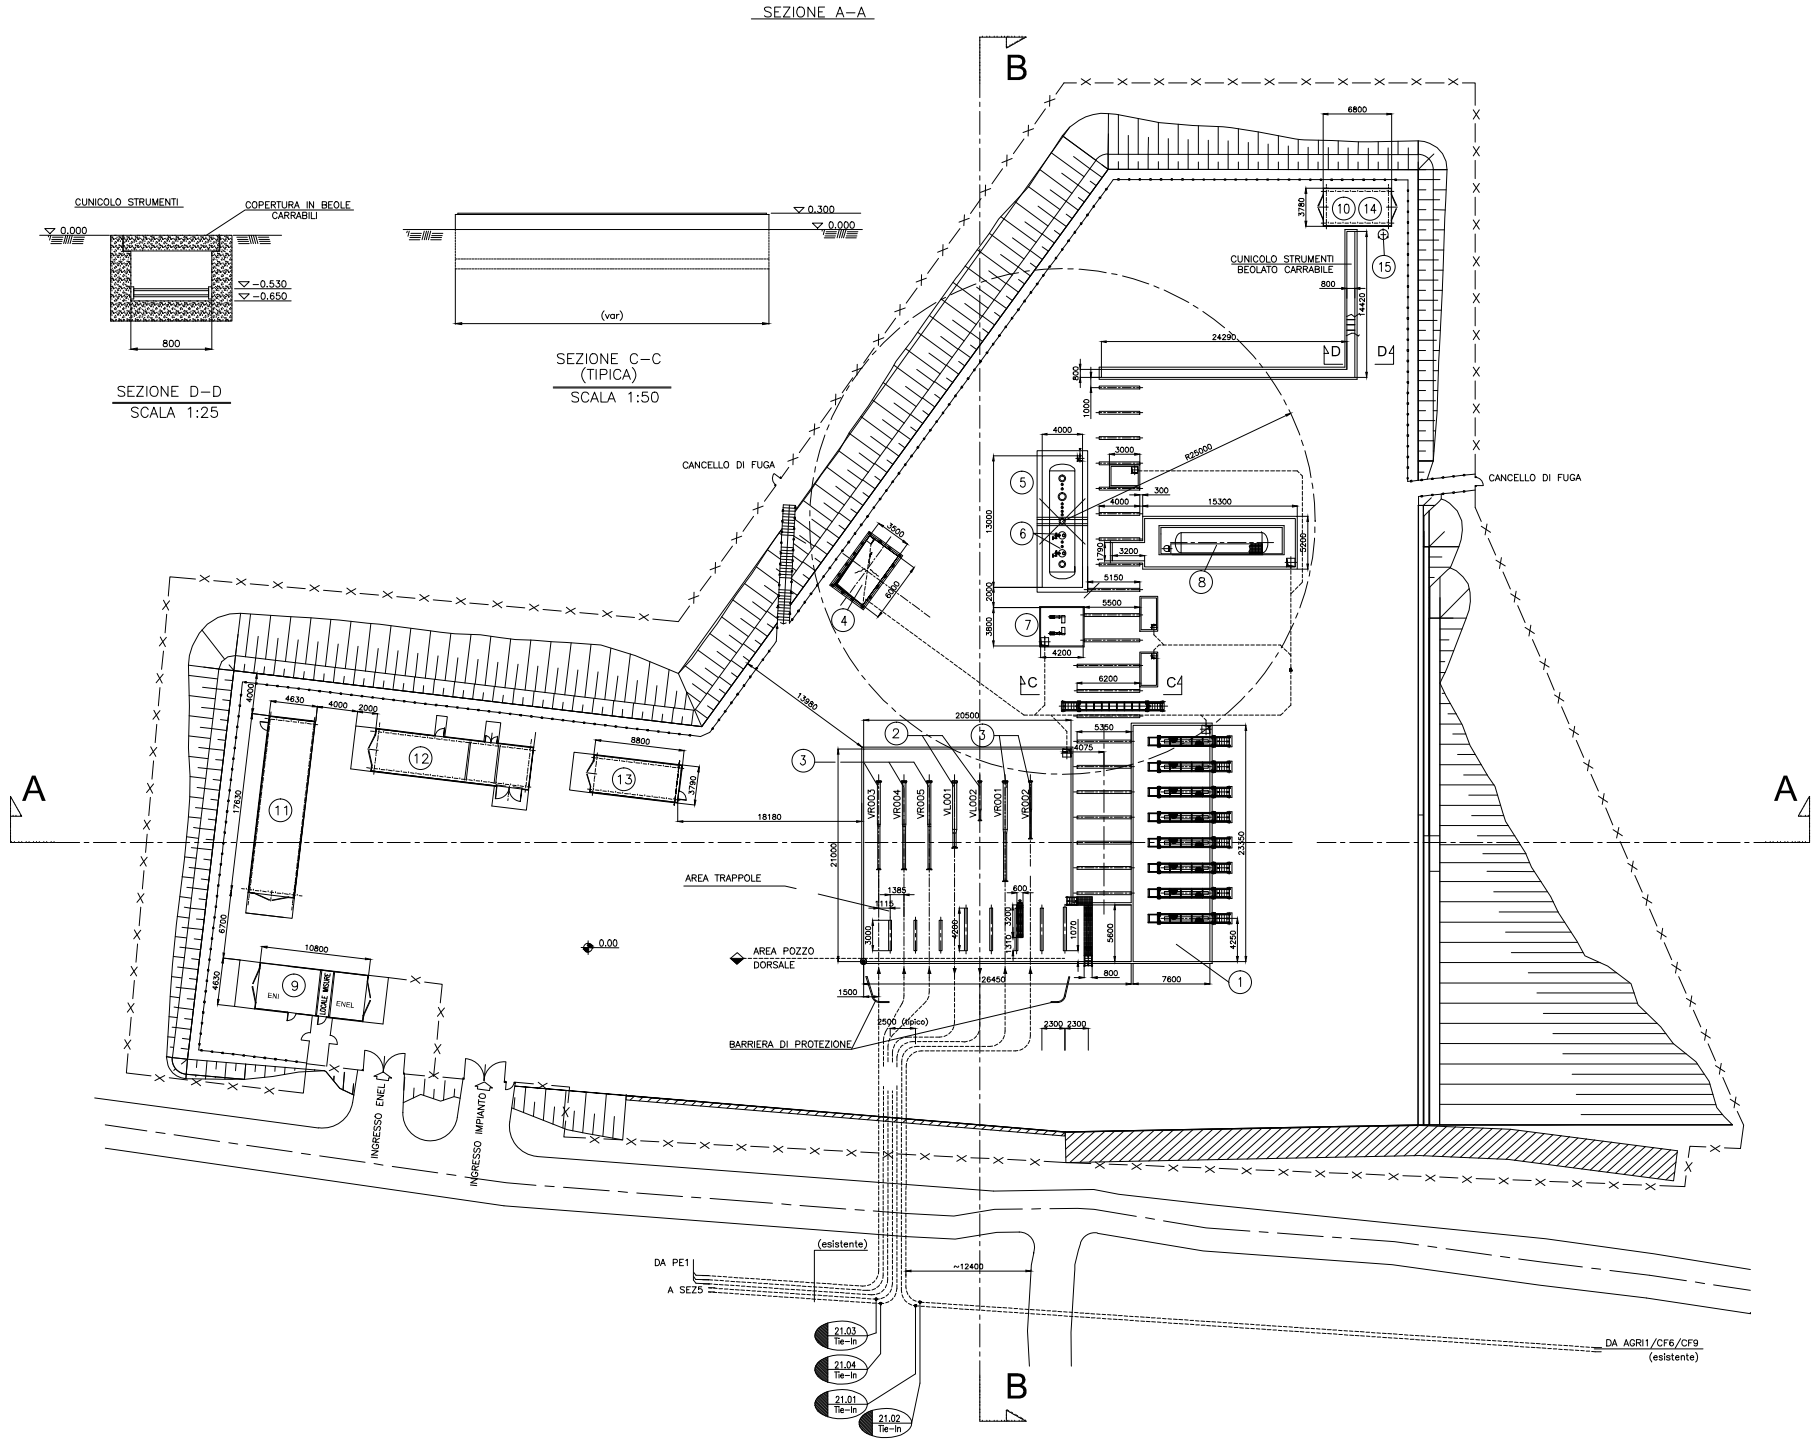 SEZIONE A-A
B
6800
3780
10
14
15
CUNICOLO STRUMENTI
BEOLATO CARRABILE
800
14420
24290
D
D
800
1000
R25000
CUNICOLO STRUMENTI
COPERTURA IN BEOLE
CARRABILI
0.000
-0.530
-0.650
800
SEZIONE D-D
SCALA 1:25
0.300
0.000
(var)
SEZIONE C-C
(TIPICA)
SCALA 1:50
CANCELLO DI FUGA
CANCELLO DI FUGA
4000
3000
300
4000
15300
5
13000
6
1790
3200
5200
8
5150
2000
5500
7
3800
4200
C
C
6200
3500
6000
4
13980
20500
5350
4075
4000
4630
4000
2000
12
8800
13
3790
11
17630
18180
6700
10800
4630
9
ENI
LOCALE MISURE
ENEL
3
2
3
VR003
VR004
VR005
VL001
VL002
VR001
VR002
21000
23350
A
A
AREA TRAPPOLE
1385
1115
600
3000
4200
3200
310
1070
5600
4250
0.00
AREA POZZO
DORSALE
800
26450
7600
1
1500
2500 (tipico)
2300
2300
BARRIERA DI PROTEZIONE
INGRESSO ENEL
INGRESSO IMPIANTO
(esistente)
DA PE1
A SEZ5
~12400
21.03
Tie-In
21.04
Tie-In
21.01
Tie-In
21.02
Tie-In
DA AGRI1/CF6/CF9
(esistente)
B